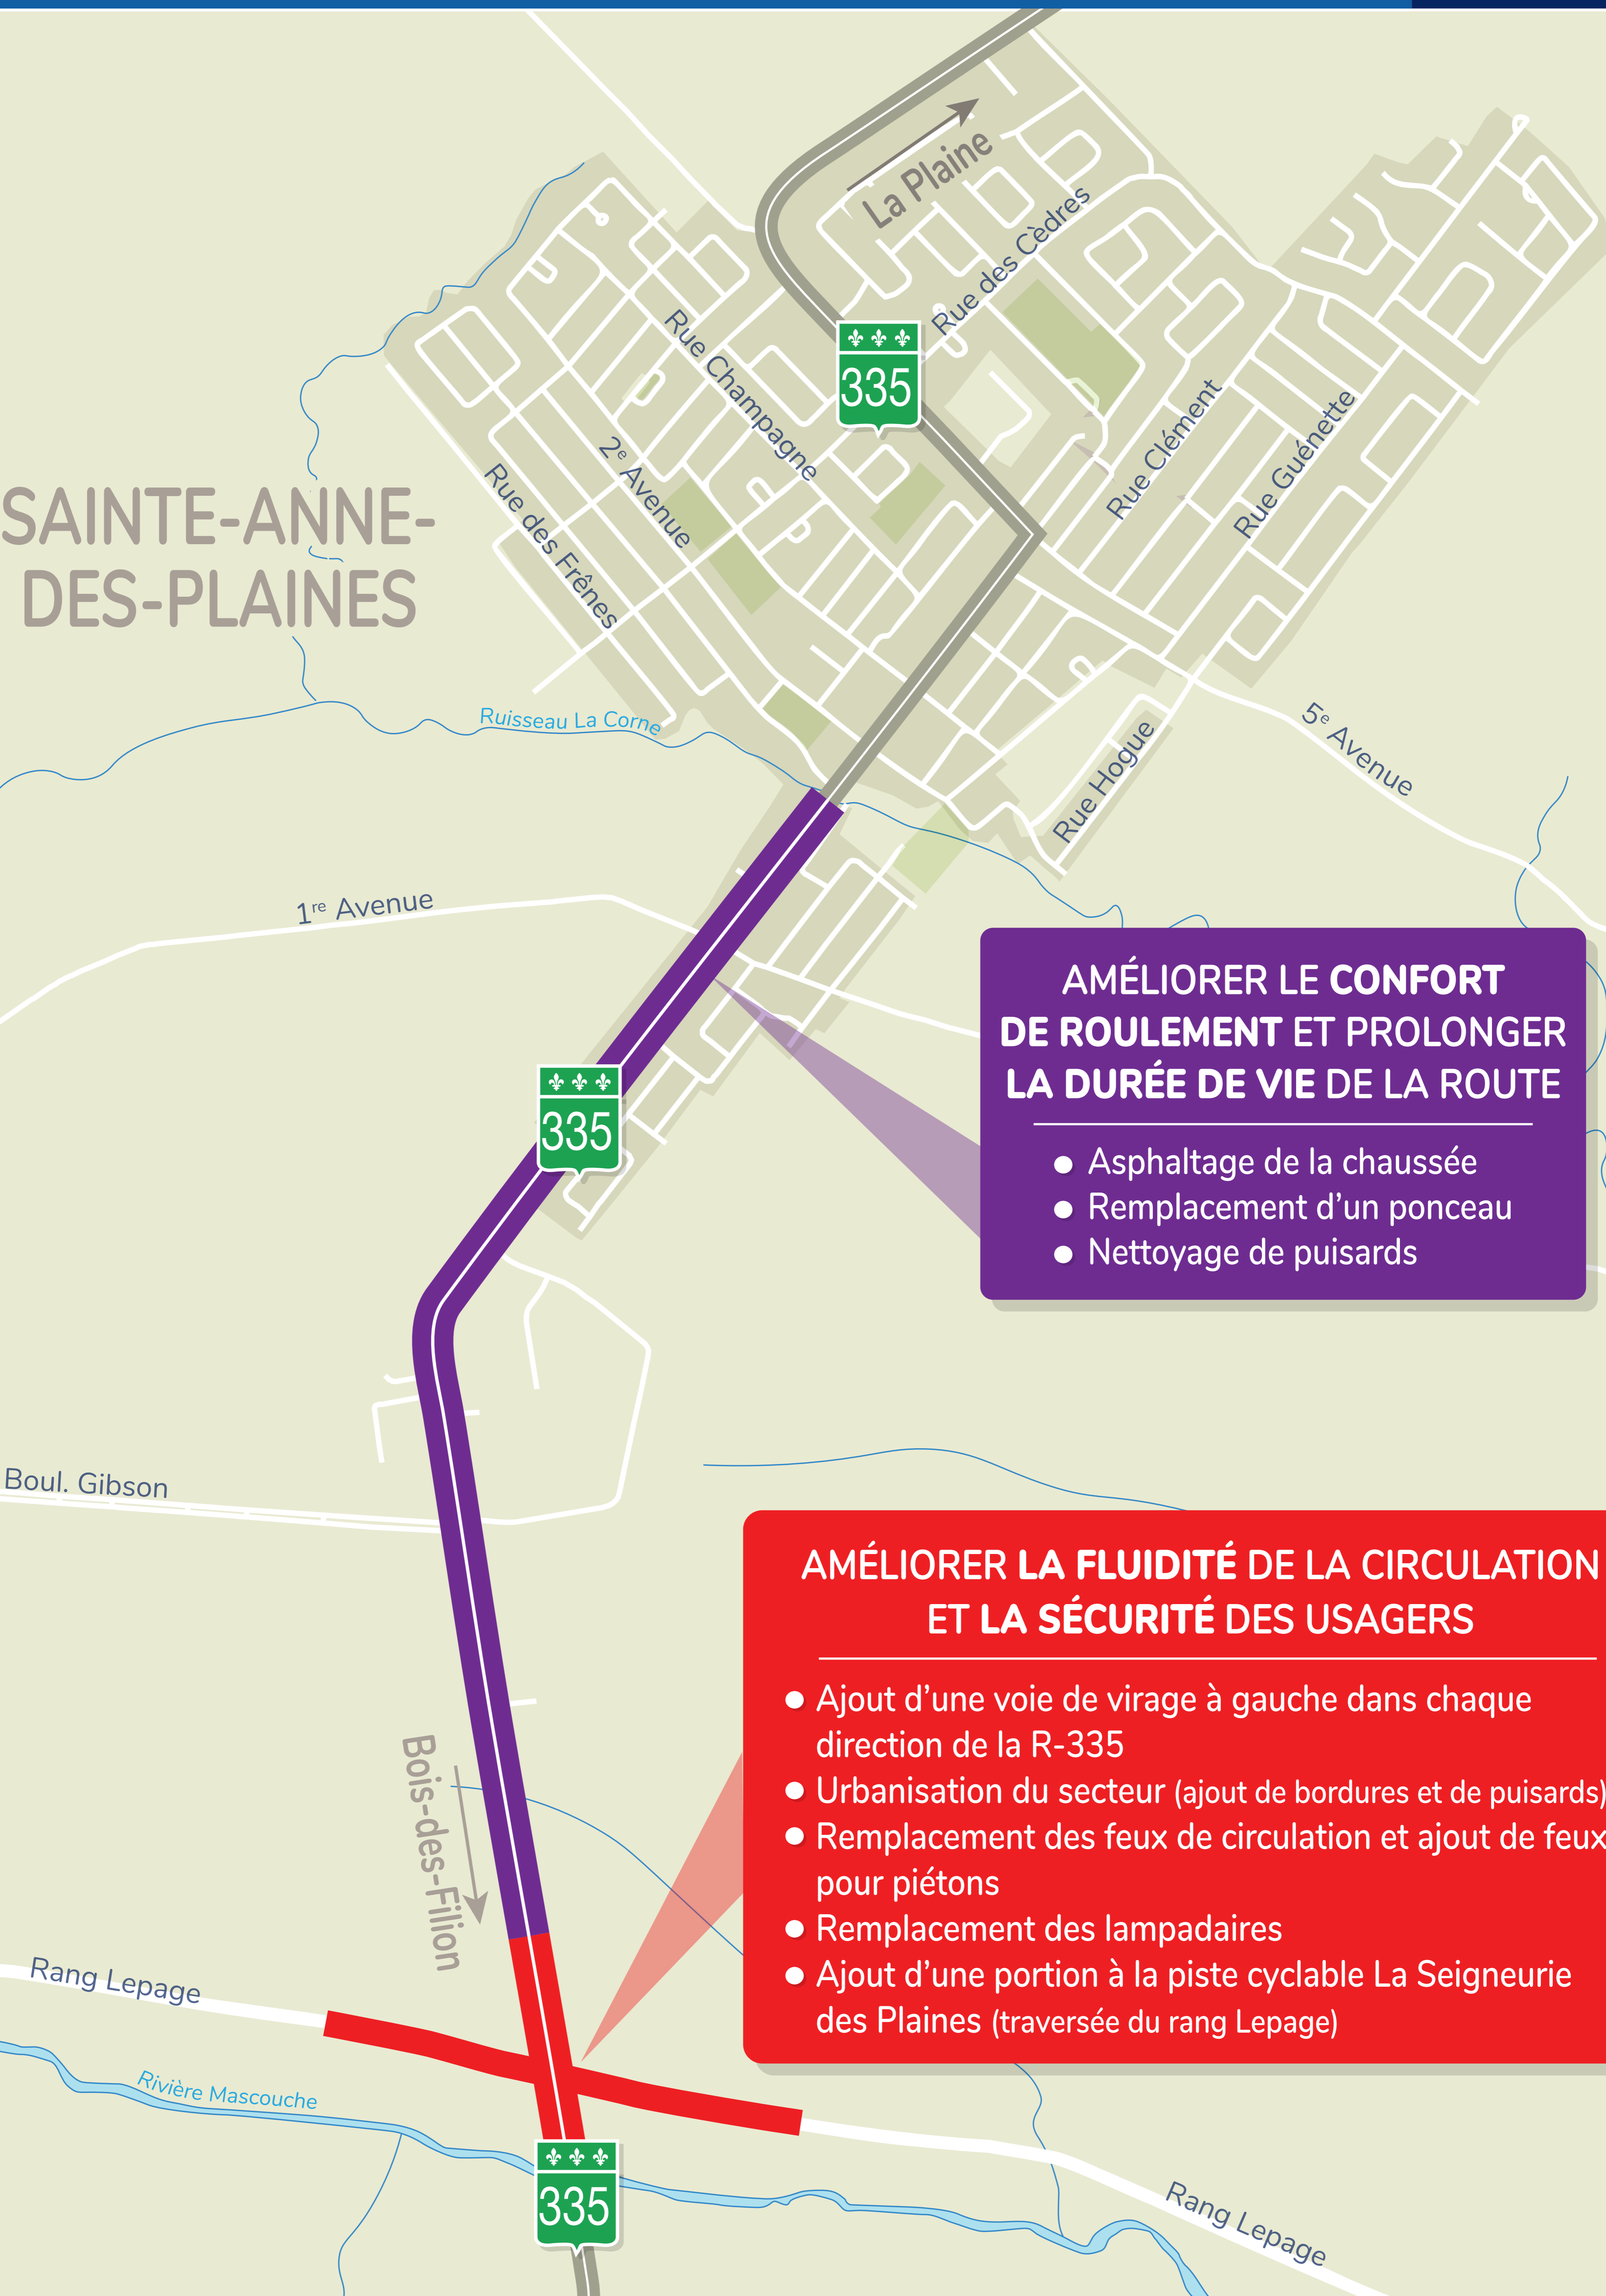 La Plaine
Rue des Cèdres
335
Rue Champagne
2e Avenue
Rue des Frênes
Rue Clément
Rue Guénette
SAINTE-ANNE-
DES-PLAINES
Ruisseau La Corne
5e Avenue
Rue Hogue
1re Avenue
AMÉLIORER LE CONFORT
DE ROULEMENT ET PROLONGER
LA DURÉE DE VIE DE LA ROUTE
• Asphaltage de la chaussée
• Remplacement d’un ponceau
• Nettoyage de puisards
335
Boul. Gibson
AMÉLIORER LA FLUIDITÉ DE LA CIRCULATION
ET LA SÉCURITÉ DES USAGERS
• Ajout d’une voie de virage à gauche dans chaque
direction de la R-335
• Urbanisation du secteur (ajout de bordures et de puisards)
• Remplacement des feux de circulation et ajout de feux
pour piétons
• Remplacement des lampadaires
• Ajout d’une portion à la piste cyclable La Seigneurie
des Plaines (traversée du rang Lepage)
Bois-des-Filion
Rang Lepage
Rivière Mascouche
335
Rang Lepage